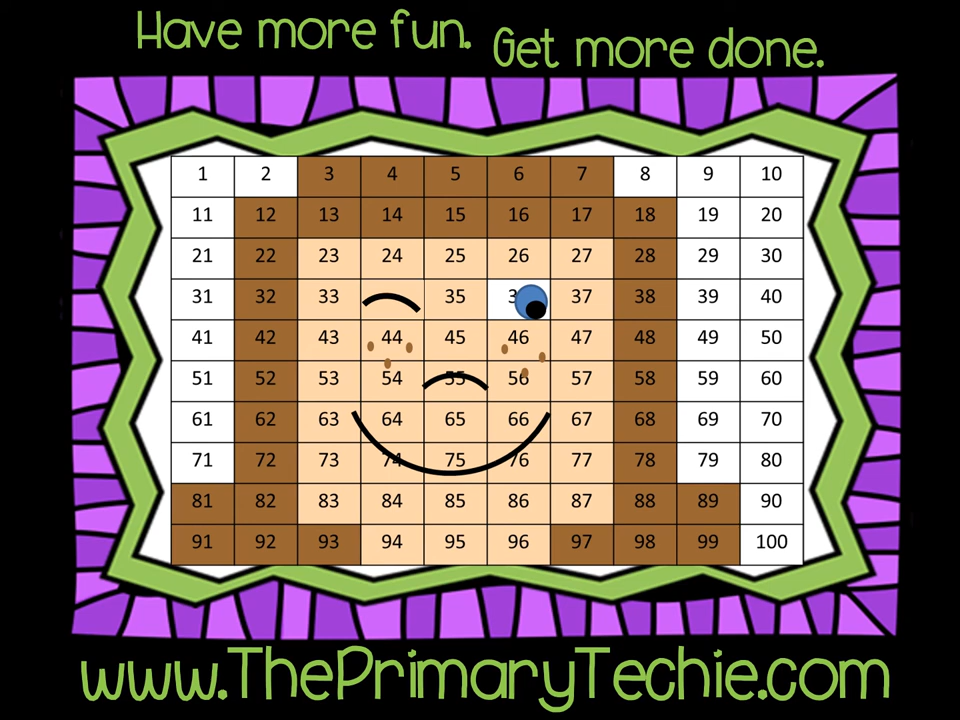 Have more fun. Get more done.
1 2 3 4 5 6 7 8 9 10
11 12 13 14 15 16 17 18 19 20
21 22 23 24 25 26 27 28 29 30
31 32 33 35 37 38 39 40
41 42 43 44 45 46 47 48 49 50
51 52 53 54 55 56 57 58 59 60
61 62 63 64 65 66 67 68 69 70
71 72 73 74 75 76 77 78 79 80
81 82 83 84 85 86 87 88 89 90
91 92 93 94 95 96 97 98 99 100
www.ThePrimaryTechie.com